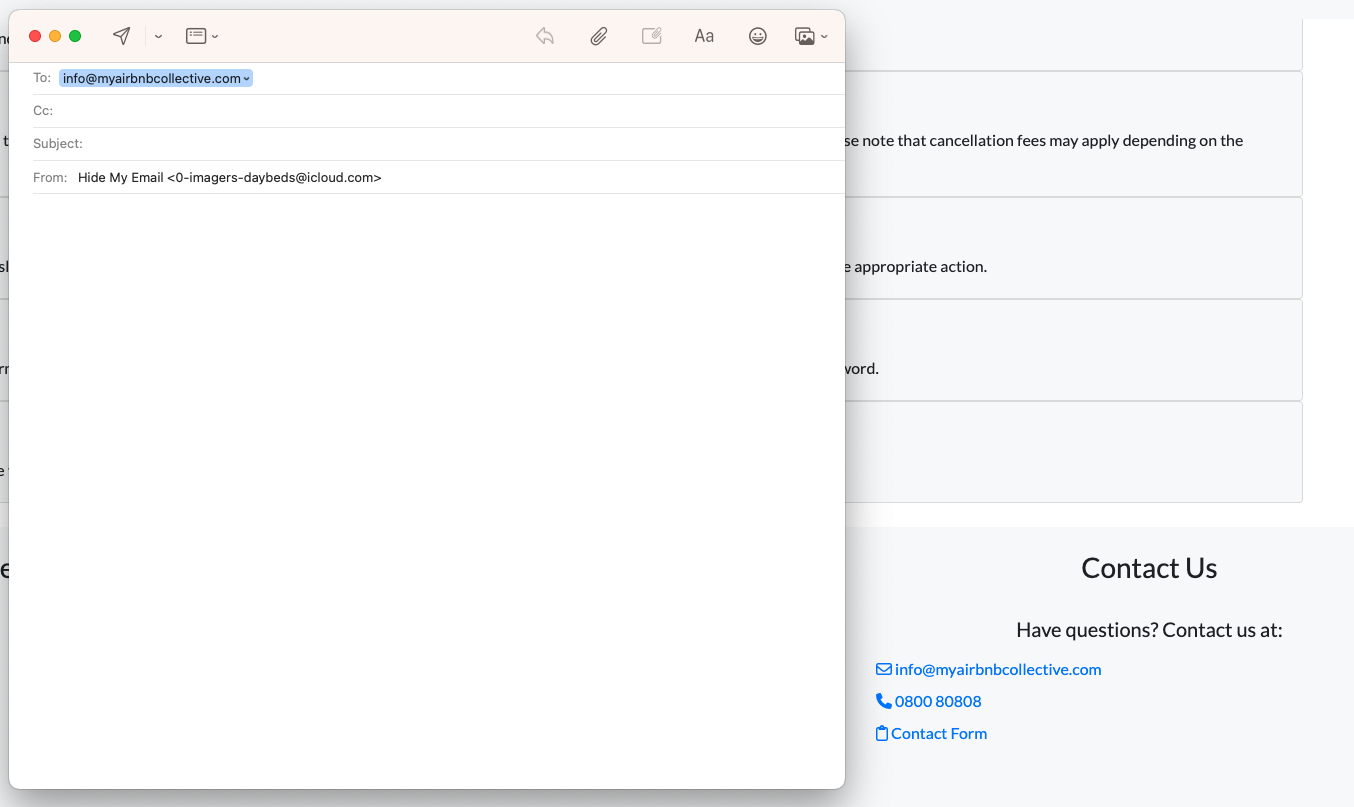 Aa
To: info@myairbnbcollective.com
Cc:
Subject:
From: Hide My Email <0-imagers-daybeds@icloud.com>
note that cancellation fees may apply depending on the
appropriate action.
Contact Us
Have questions? Contact us at:
info@myairbnbcollective.com
0800 80808
Contact Form